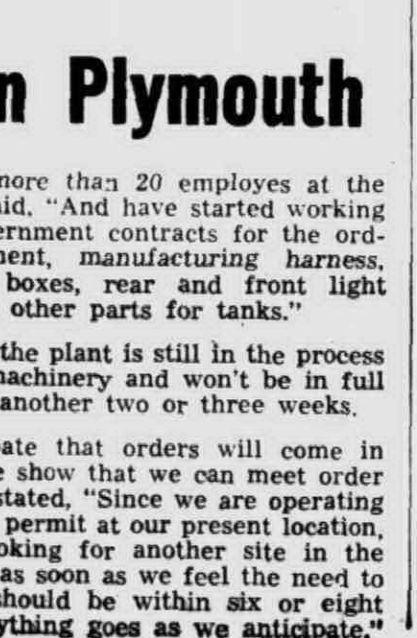 n Plymouth
nore than 20 employes at the
id. "And have started working
ernment contracts for the ord-
nent, manufacturing harness,
boxes, rear and front light
other parts for tanks."
the plant is still in the process
nachinery and won't be in full
another two or three weeks.
ate that orders will come in
e show that we can meet order
stated, "Since we are operating
permit at our present location,
oking for another site in the
as soon as we feel the need to
should be within six or eight
ything goes as we anticipate."